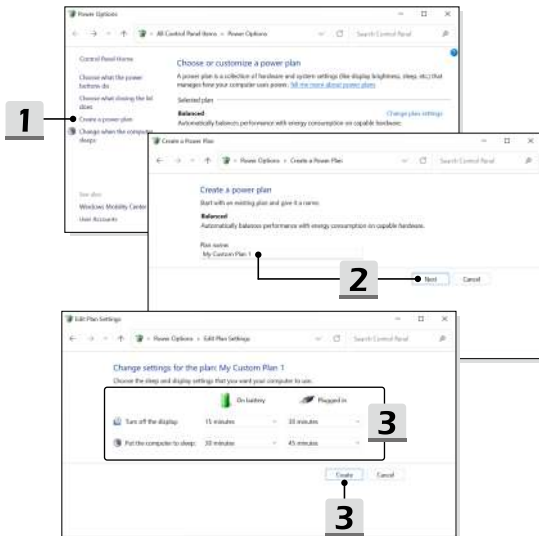 Power Options
All Control Panel Items > Power Options
Search Control Panel
Control Panel Home
Choose what the power
buttons do
Choose what closing the lid
does
Create a power plan
Change when the computer
sleeps
See also
Windows Mobility Center
User Accounts
Choose or customize a power plan
A power plan is a collection of hardware and system settings (like display brightness, sleep, etc.) that
manages how your computer uses power. Tell me more about power plans
Selected plan
Balanced
Change plan settings
Automatically balances performance with energy consumption on capable hardware.
1
Create a Power Plan
Power Options > Create a Power Plan
Search Control Panel
Create a power plan
Start with an existing plan and give it a name.
Balanced
Automatically balances performance with energy consumption on capable hardware.
Plan name
My Custom Plan 1
2
Next
Cancel
Edit Plan Settings
Power Options > Edit Plan Settings
Search Control Panel
Change settings for the plan: My Custom Plan 1
Choose the sleep and display settings that you want your computer to use.
On battery
Plugged in
Turn off the display:
15 minutes
30 minutes
Put the computer to sleep:
30 minutes
45 minutes
3
Create
Cancel
3